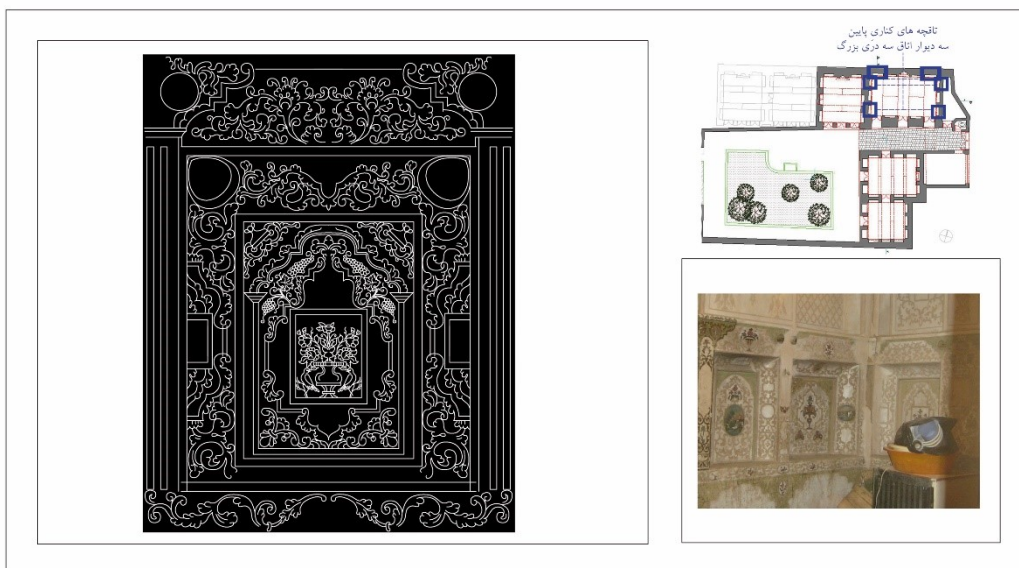 تاقچه های کناری پایین
سه دیوار اتاق سه دری بزرگ